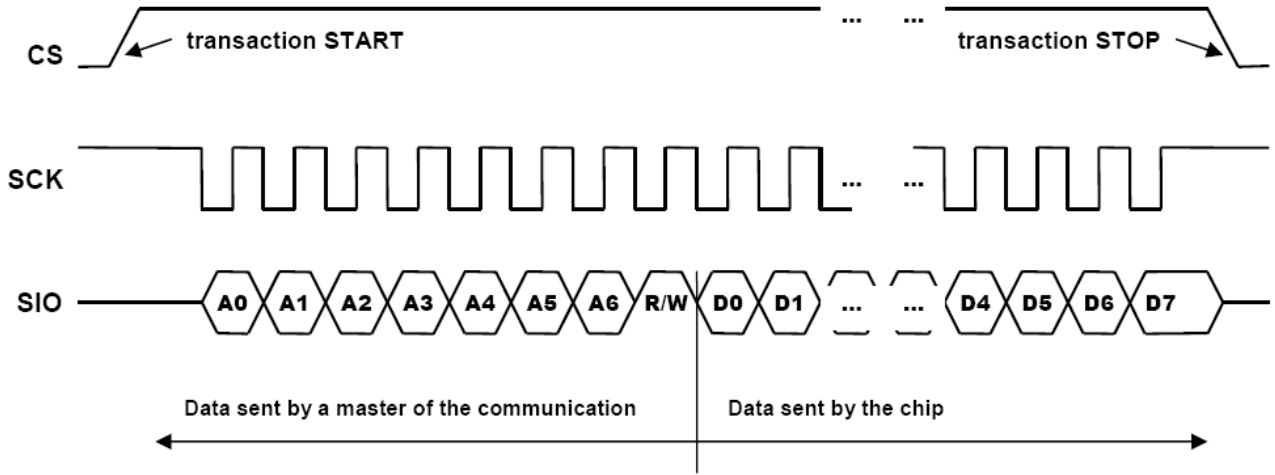 ... ...
transaction START transaction STOP
CS
SCK ... ...
SIO A0 A1 A2 A3 A4 A5 A6 R/W D0 D1 ... ... D4 D5 D6 D7
Data sent by a master of the communication Data sent by the chip